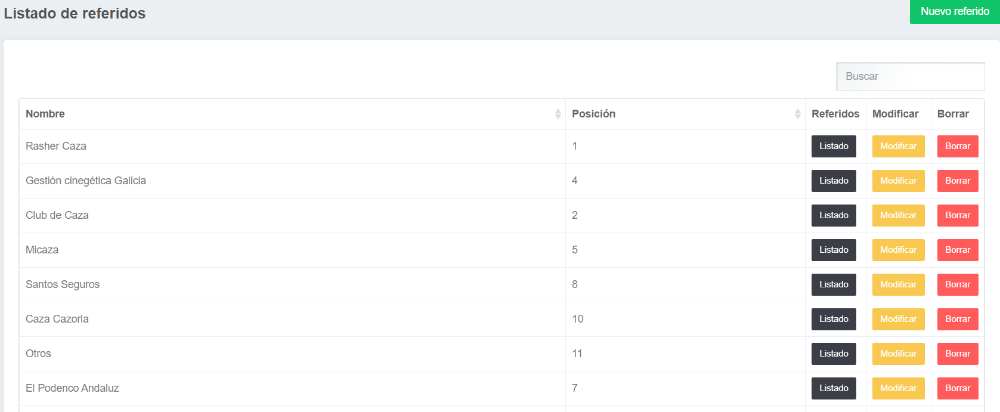 Listado de referidos
Nuevo referido
Buscar
Nombre Posición Referidos Modificar Borrar
Rasher Caza 1 Listado Modificar Borrar
Gestión cinegética Galicia 4 Listado Modificar Borrar
Club de Caza 2 Listado Modificar Borrar
Micaza 5 Listado Modificar Borrar
Santos Seguros 8 Listado Modificar Borrar
Caza Cazorla 10 Listado Modificar Borrar
Otros 11 Listado Modificar Borrar
El Podenco Andaluz 7 Listado Modificar Borrar